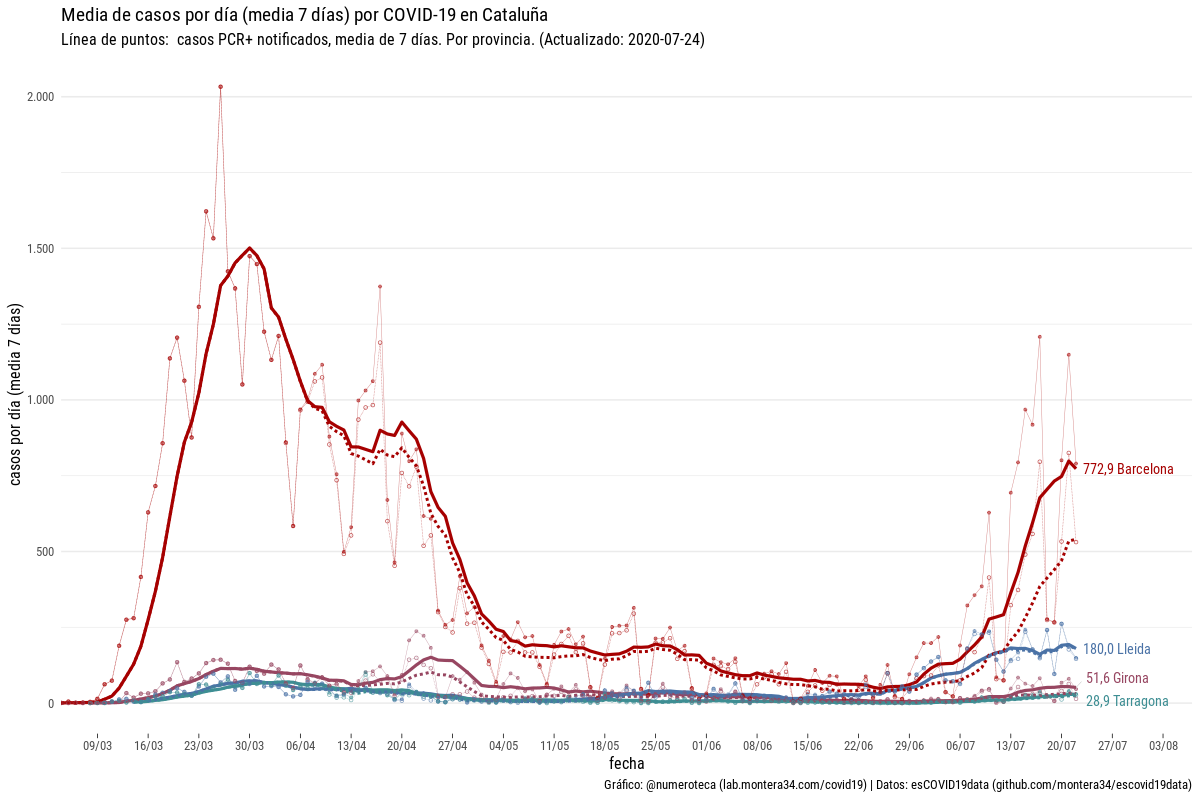 Media de casos por día (media 7 días) por COVID-19 en Cataluña
Línea de puntos:  casos PCR+ notificados, media de 7 días. Por provincia. (Actualizado: 2020-07-24)
casos por día (media 7 días)
2.000
1.500
1.000
500
0
772,9 Barcelona
180,0 Lleida
51,6 Girona
28,9 Tarragona
09/03 16/03 23/03 30/03 06/04 13/04 20/04 27/04 04/05 11/05 18/05 25/05 01/06 08/06 15/06 22/06 29/06 06/07 13/07 20/07 27/07 03/08
fecha
Gráfico: @numeroteca (lab.montera34.com/covid19) | Datos: esCOVID19data (github.com/montera34/escovid19data)